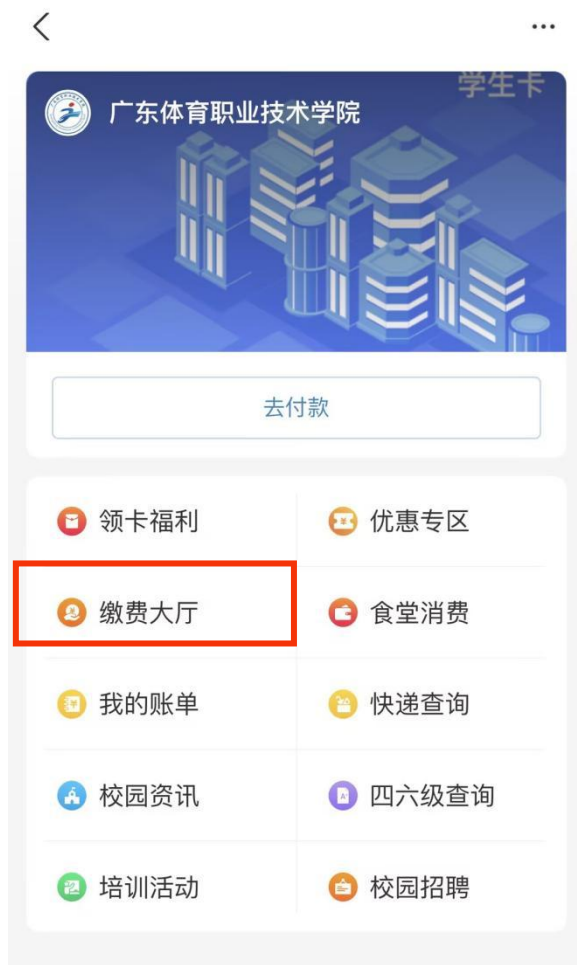 学生卡
广东体育职业技术学院
去付款
领卡福利
优惠专区
缴费大厅
食堂消费
我的账单
快递查询
校园资讯
四六级查询
培训活动
校园招聘